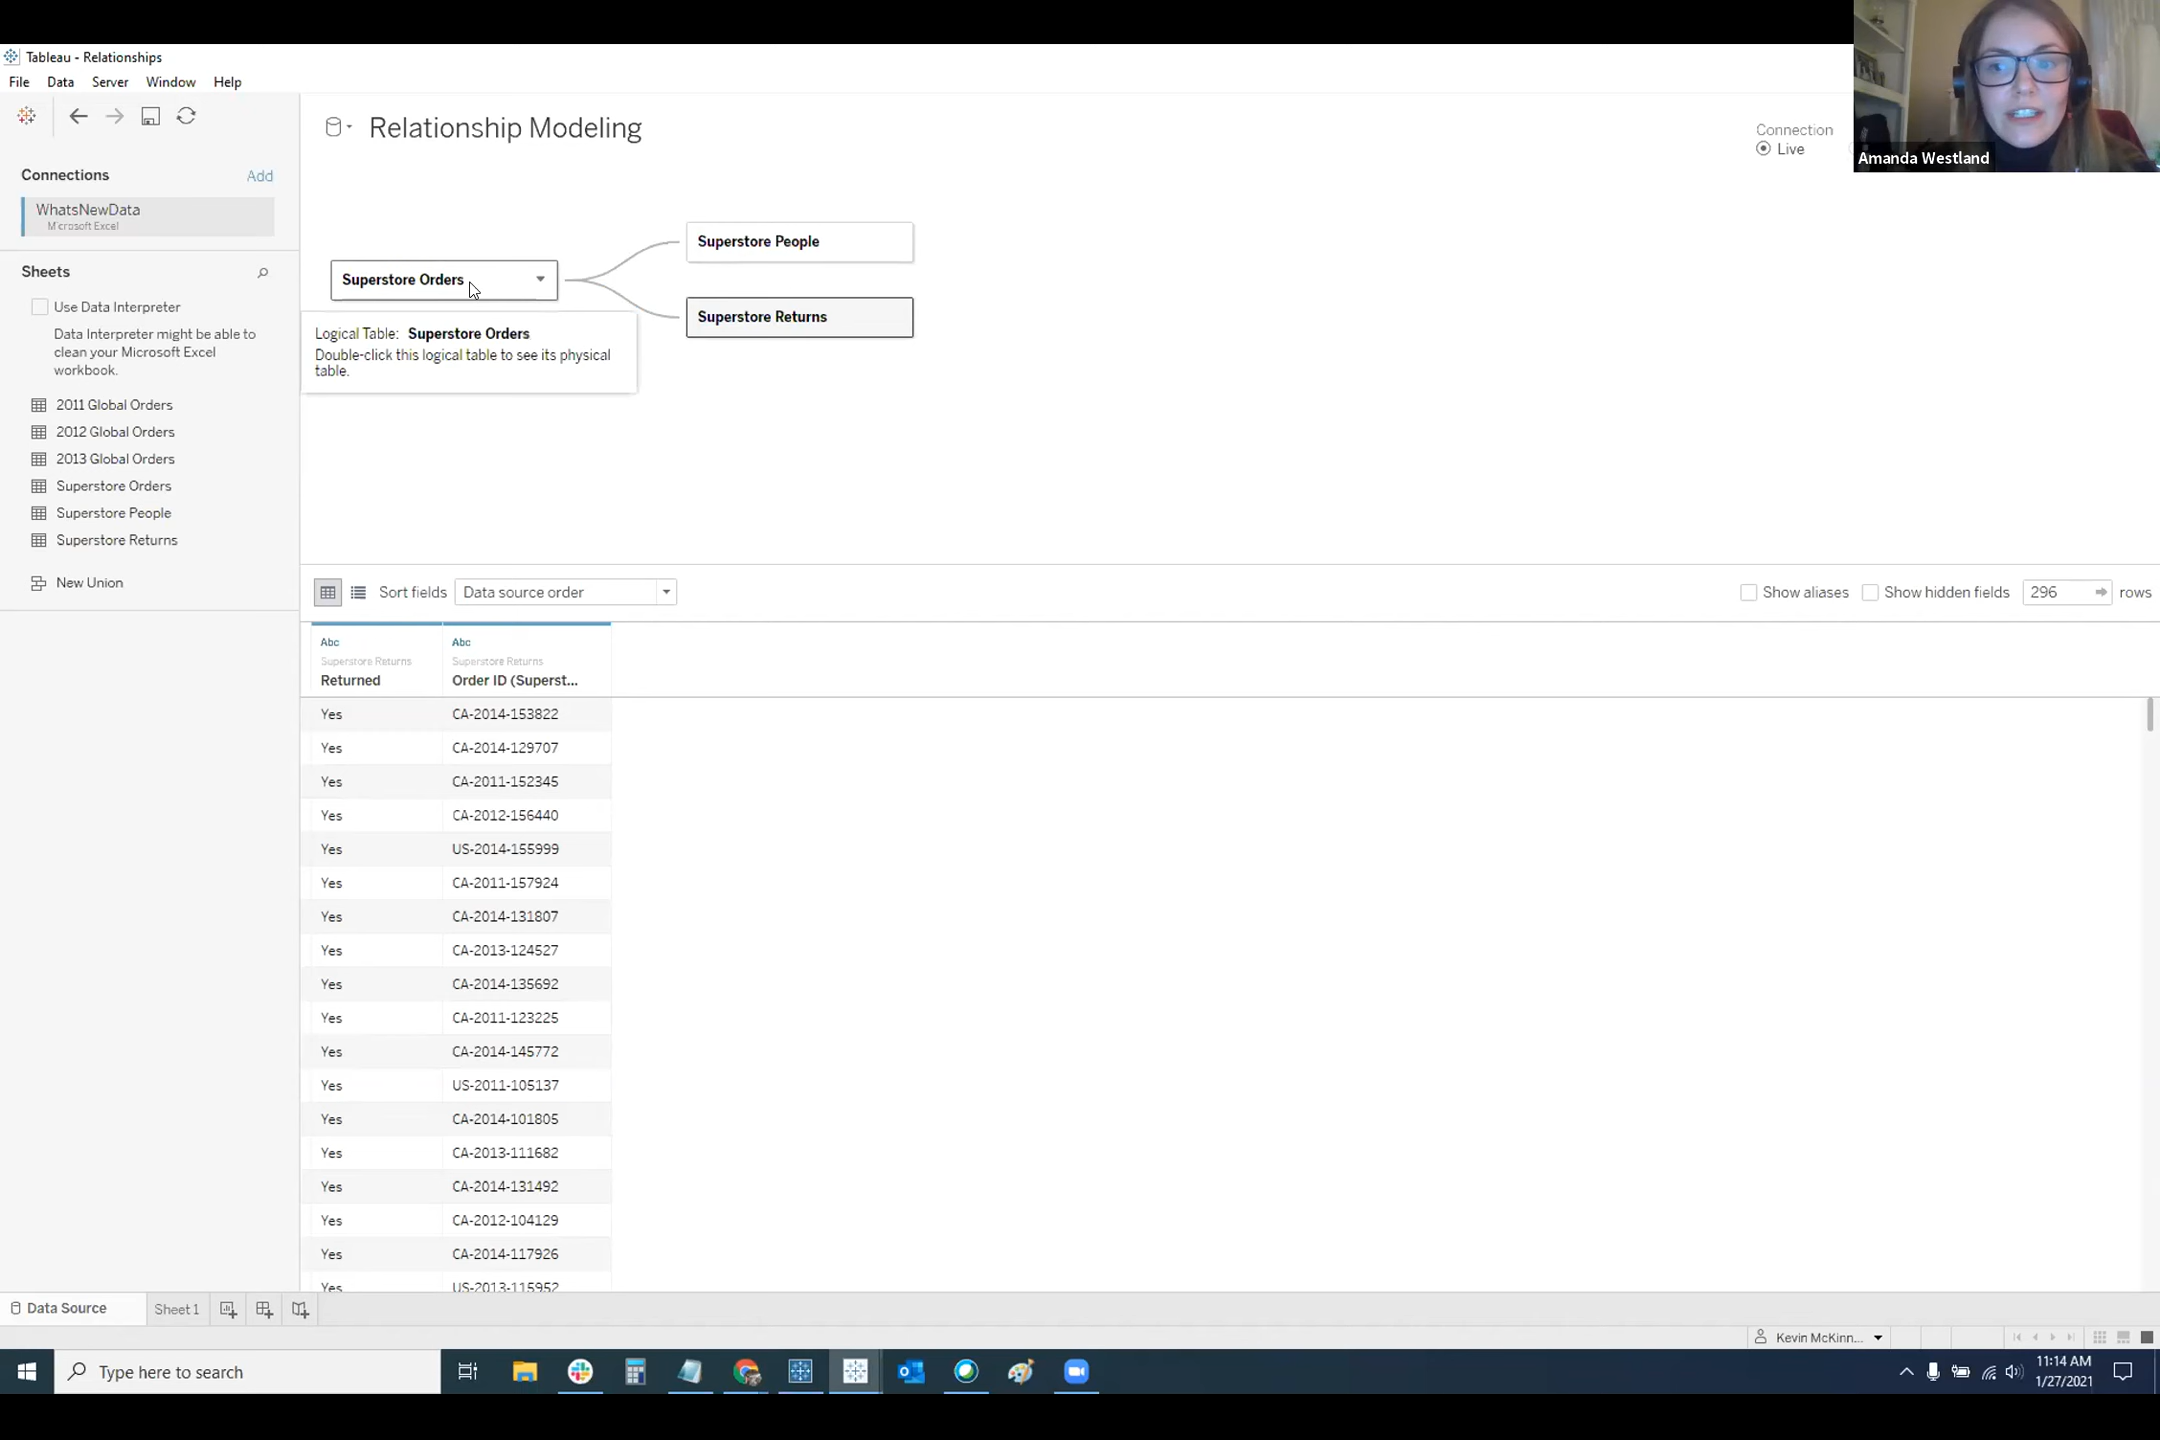 Tableau - Relationships
File Data Server Window Help
Connections Add
WhatsNewData
Microsoft Excel
Sheets
Use Data Interpreter
Data Interpreter might be able to
clean your Microsoft Excel
workbook.
2011 Global Orders
2012 Global Orders
2013 Global Orders
Superstore Orders
Superstore People
Superstore Returns
New Union
Relationship Modeling
Connection
Live
Amanda Westland
Superstore People
Superstore Orders
Superstore Returns
Logical Table: Superstore Orders
Double-click this logical table to see its physical
table.
Sort fields Data source order Show aliases Show hidden fields 296 rows
Abc Abc
Superstore Returns Superstore Returns
Returned Order ID (Superst...
Yes CA-2014-153822
Yes CA-2014-129707
Yes CA-2011-152345
Yes CA-2012-156440
Yes US-2014-155999
Yes CA-2011-157924
Yes CA-2014-131807
Yes CA-2013-124527
Yes CA-2014-135692
Yes CA-2011-123225
Yes CA-2014-145772
Yes US-2011-105137
Yes CA-2014-101805
Yes CA-2013-111682
Yes CA-2014-131492
Yes CA-2012-104129
Yes CA-2014-117926
Yes US-2013-115952
Data Source Sheet 1
Kevin McKinn...
Type here to search
11:14 AM
1/27/2021